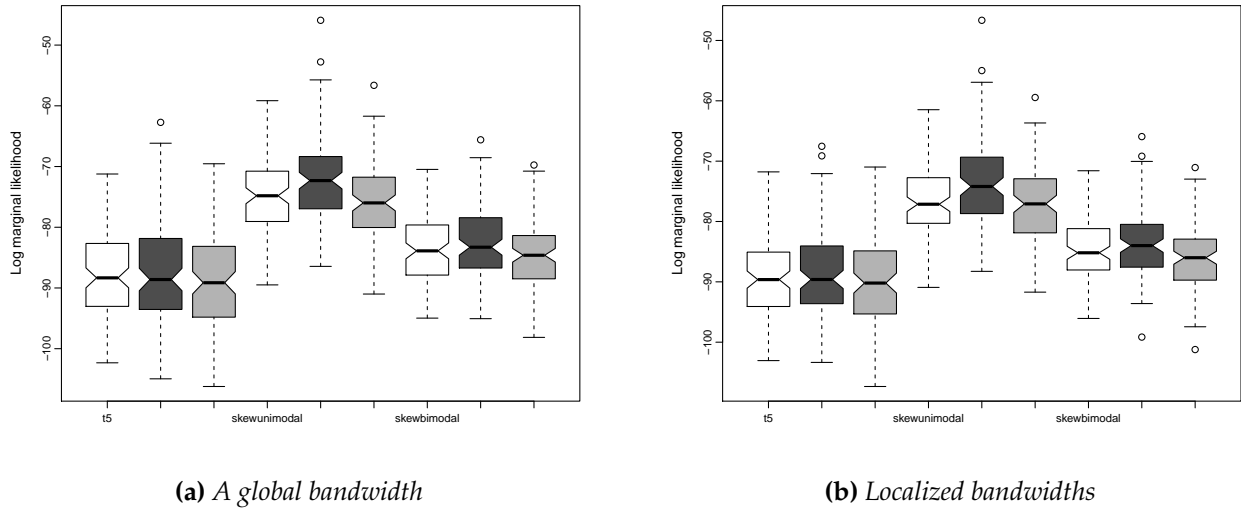 Log marginal likelihood
-50
-60
-70
-80
-90
-100
t5
skewunimodal
skewbimodal
(a) A global bandwidth
Log marginal likelihood
-50
-60
-70
-80
-90
-100
t5
skewunimodal
skewbimodal
(b) Localized bandwidths